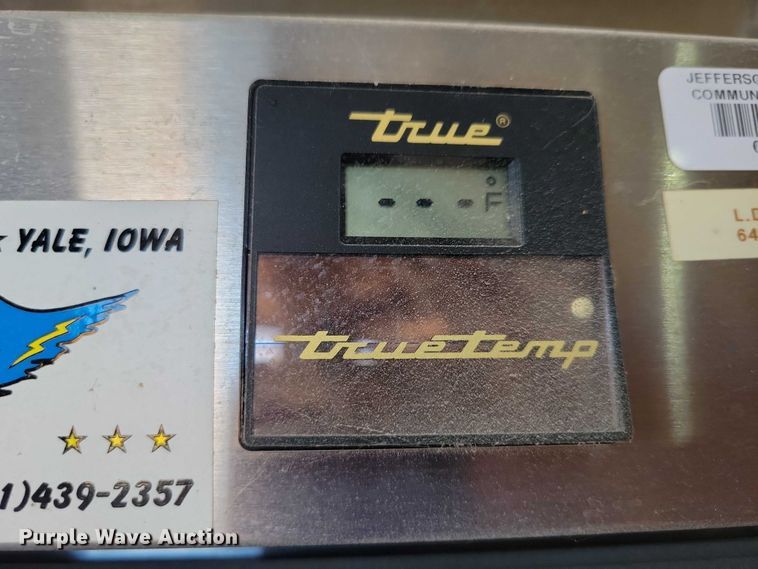 true®
- - - °F
truetemp
YALE, IOWA
1)439-2357
JEFFERSO
COMMUN
L.D
64
Purple Wave Auction